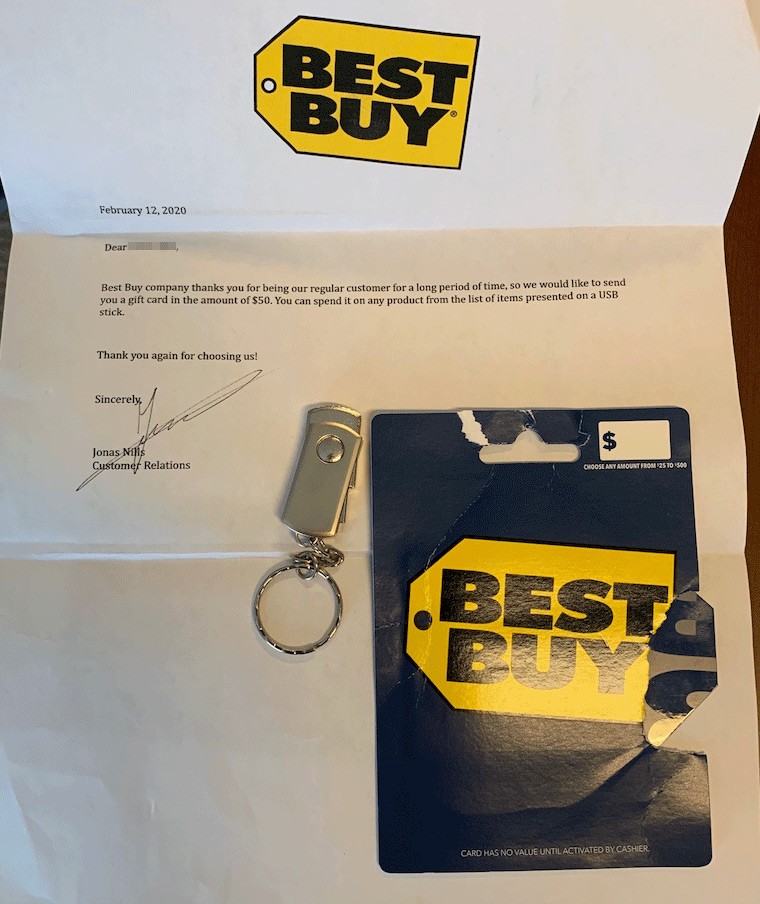 BEST
BUY®
February 12, 2020
Dear
Best Buy company thanks you for being our regular customer for a long period of time, so we would like to send
you a gift card in the amount of $50. You can spend it on any product from the list of items presented on a USB
stick.
Thank you again for choosing us!
Sincerely,
Jonas Nills
Customer Relations
$
CHOOSE ANY AMOUNT FROM $25 TO $500
BEST
BUY
CARD HAS NO VALUE UNTIL ACTIVATED BY CASHIER.